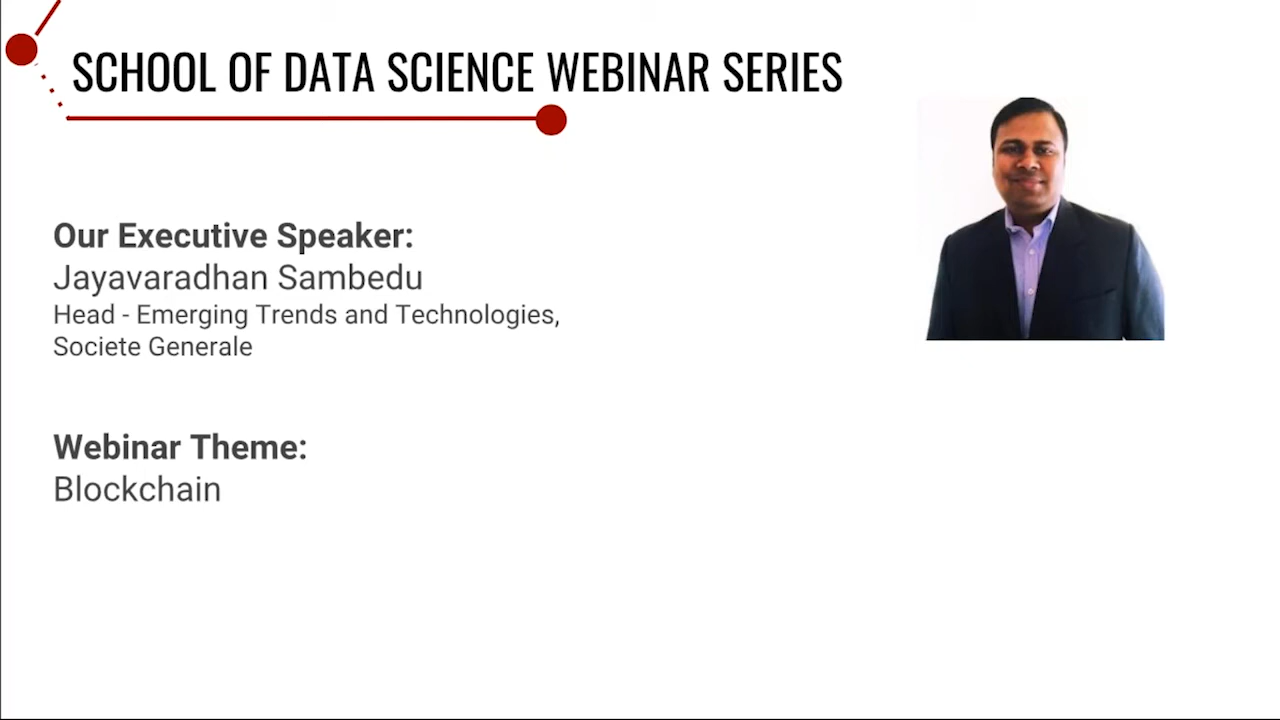 SCHOOL OF DATA SCIENCE WEBINAR SERIES
Our Executive Speaker:
Jayavaradhan Sambedu
Head - Emerging Trends and Technologies,
Societe Generale
Webinar Theme:
Blockchain